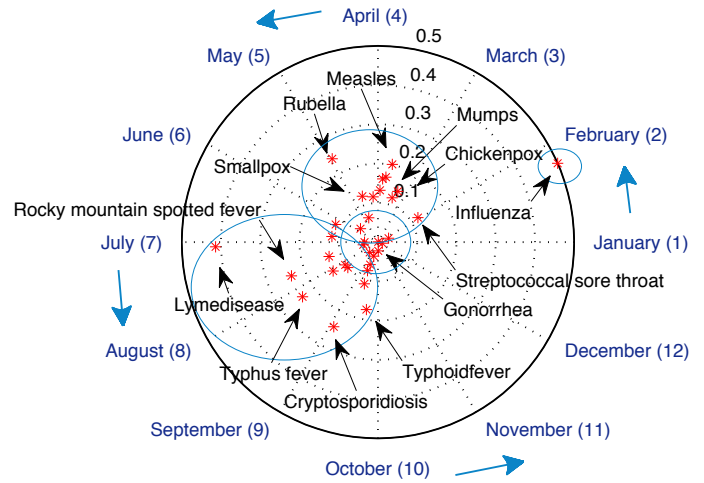 April (4)
0.5
May (5)
March (3)
0.4
Measles
Rubella
0.3
Mumps
February (2)
June (6)
0.2
Chickenpox
Smallpox
0.1
Rocky mountain spotted fever
Influenza
July (7)
January (1)
Streptococcal sore throat
Lymedisease
Gonorrhea
August (8)
December (12)
Typhus fever
Typhoidfever
Cryptosporidiosis
September (9)
November (11)
October (10)